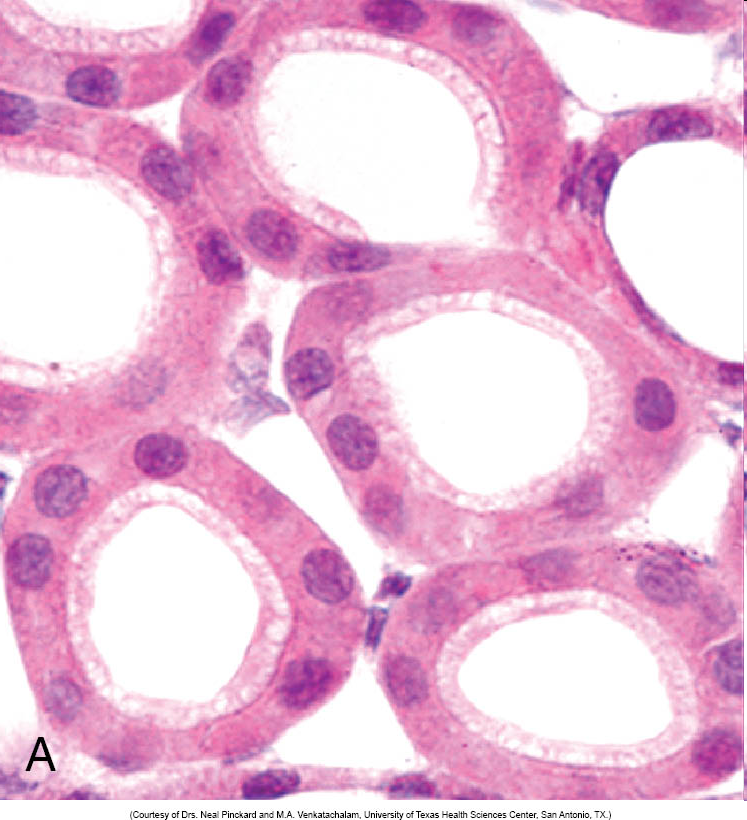 A
(Courtesy of Drs. Neal Pinckard and M.A. Venkatachalam, University of Texas Health Sciences Center, San Antonio, TX.)